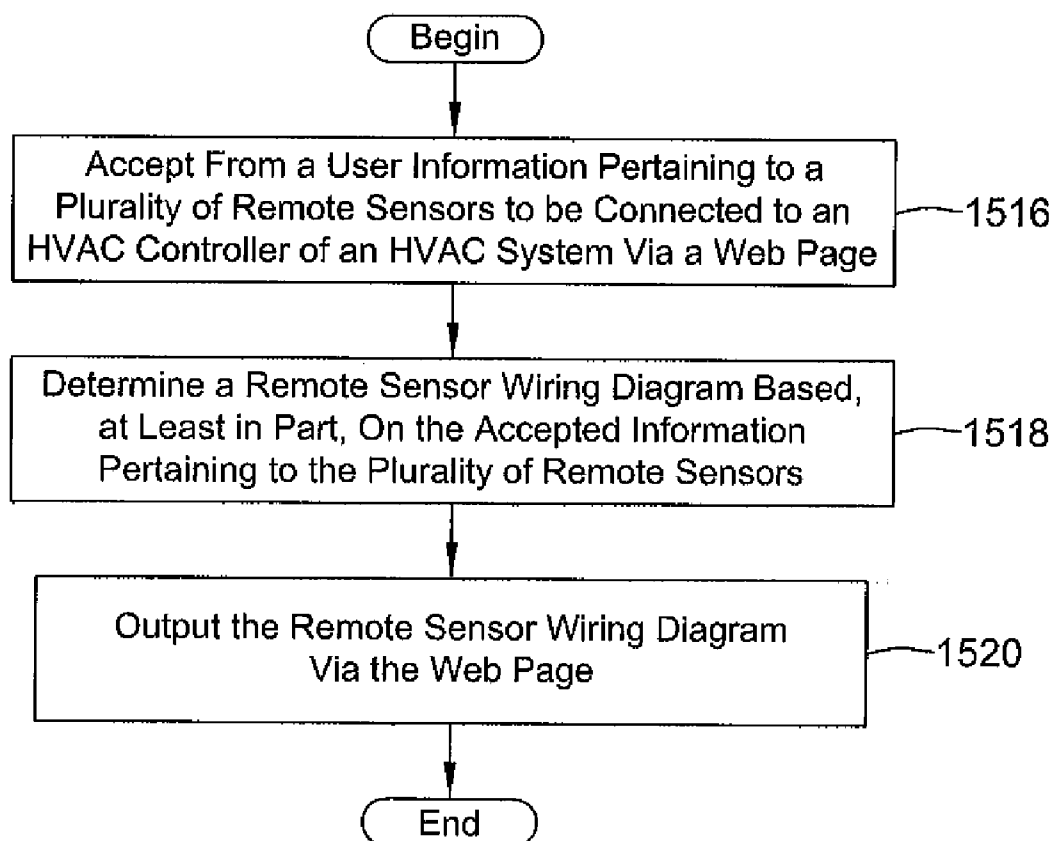 Begin
Accept From a User Information Pertaining to a
Plurality of Remote Sensors to be Connected to an
HVAC Controller of an HVAC System Via a Web Page
1516
Determine a Remote Sensor Wiring Diagram Based,
at Least in Part, On the Accepted Information
Pertaining to the Plurality of Remote Sensors
1518
Output the Remote Sensor Wiring Diagram
Via the Web Page
1520
End